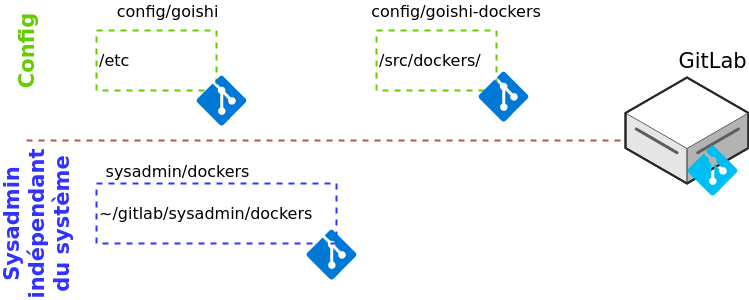 config/goishi
config/goishi-dockers
Config
/etc
/src/dockers/
GitLab
sysadmin/dockers
Sysadmin
indépendant
du système
~/gitlab/sysadmin/dockers